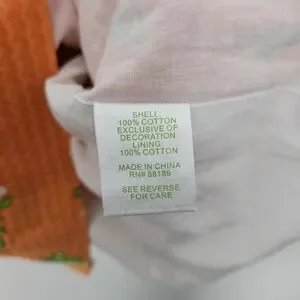 SHELL:
100% COTTON
EXCLUSIVE OF
DECORATION
LINING:
100% COTTON
MADE IN CHINA
RN# 88189
SEE REVERSE
FOR CARE